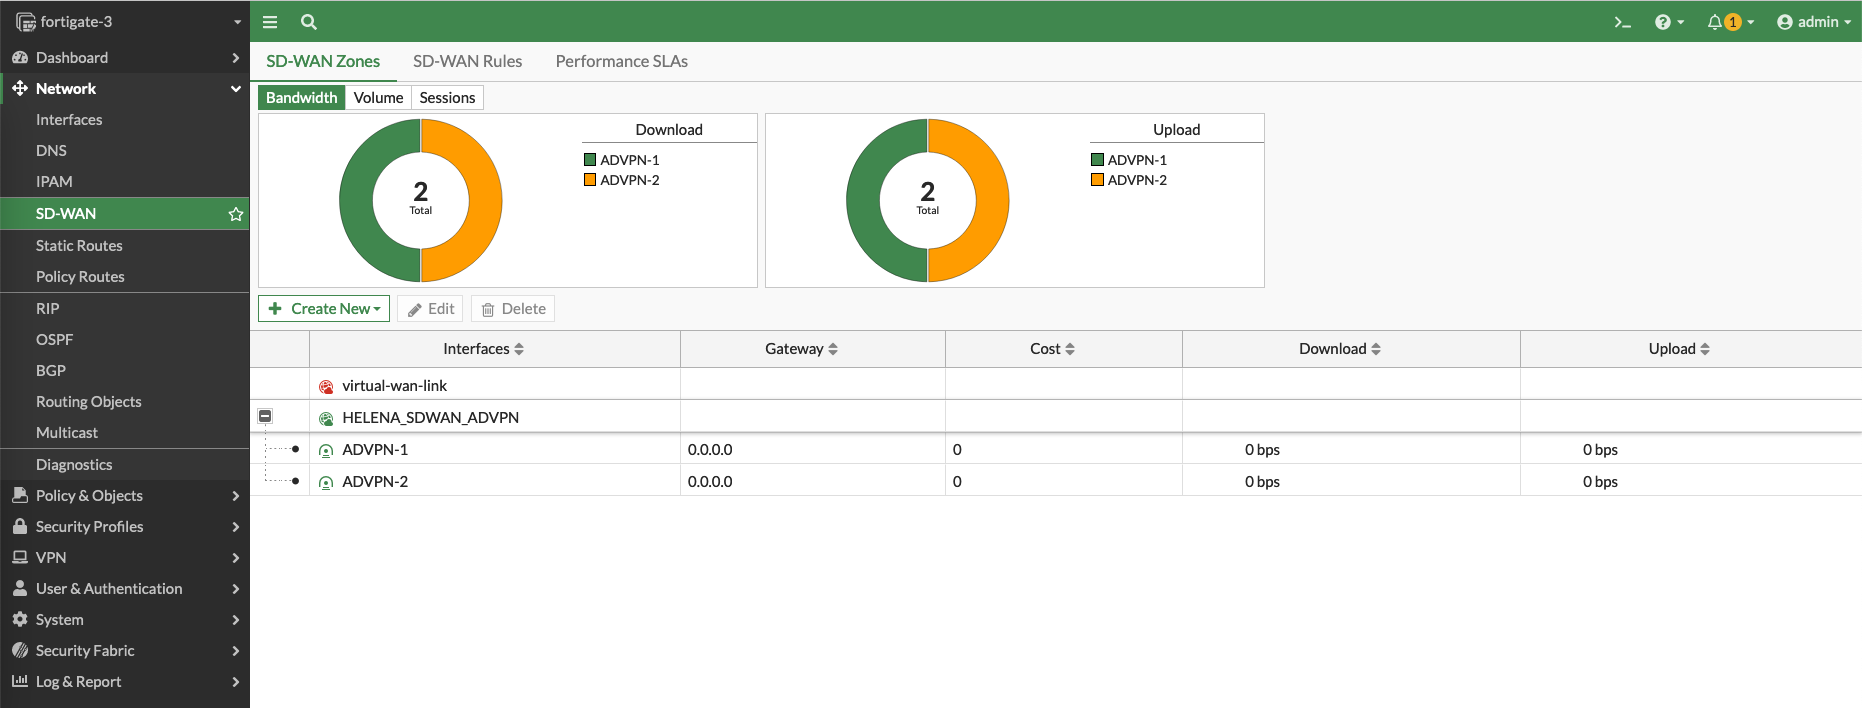 fortigate-3
1
admin
Dashboard
Network
Interfaces
DNS
IPAM
SD-WAN
Static Routes
Policy Routes
RIP
OSPF
BGP
Routing Objects
Multicast
Diagnostics
Policy & Objects
Security Profiles
VPN
User & Authentication
System
Security Fabric
Log & Report
SD-WAN Zones SD-WAN Rules Performance SLAs
Bandwidth Volume Sessions
2
Total
Download
ADVPN-1
ADVPN-2
2
Total
Upload
ADVPN-1
ADVPN-2
Create New Edit Delete
Interfaces Gateway Cost Download Upload
virtual-wan-link
HELENA_SDWAN_ADVPN
ADVPN-1 0.0.0.0 0 0 bps 0 bps
ADVPN-2 0.0.0.0 0 0 bps 0 bps